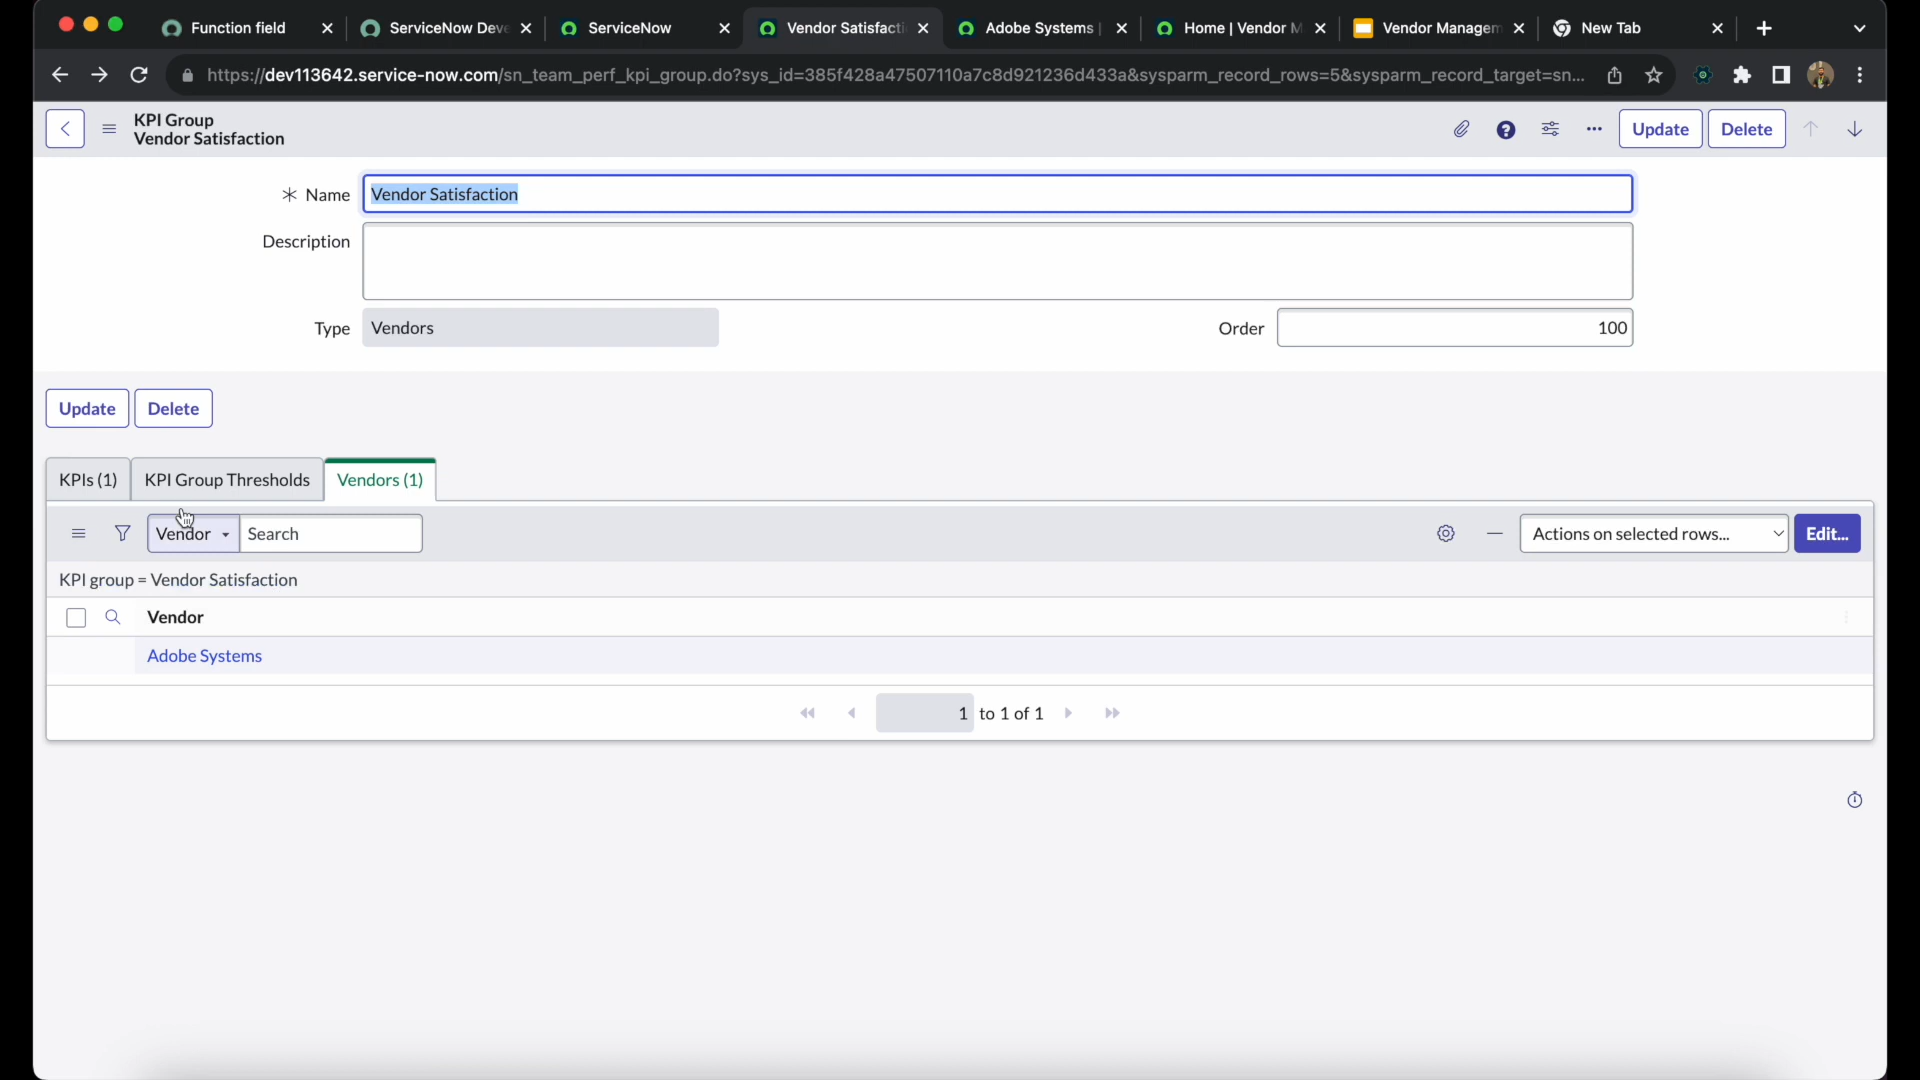 Function field
ServiceNow Deve
ServiceNow
Vendor Satisfacti
Adobe Systems |
Home | Vendor M
Vendor Managem
New Tab
https://dev113642.service-now.com/sn_team_perf_kpi_group.do?sys_id=385f428a47507110a7c8d921236d433a&sysparm_record_rows=5&sysparm_record_target=sn...
KPI Group
Vendor Satisfaction
Update
Delete
Name
Vendor Satisfaction
Description
Type
Vendors
Order
100
Update
Delete
KPIs (1)
KPI Group Thresholds
Vendors (1)
Vendor
Search
Actions on selected rows...
Edit...
KPI group = Vendor Satisfaction
Vendor
Adobe Systems
1 to 1 of 1